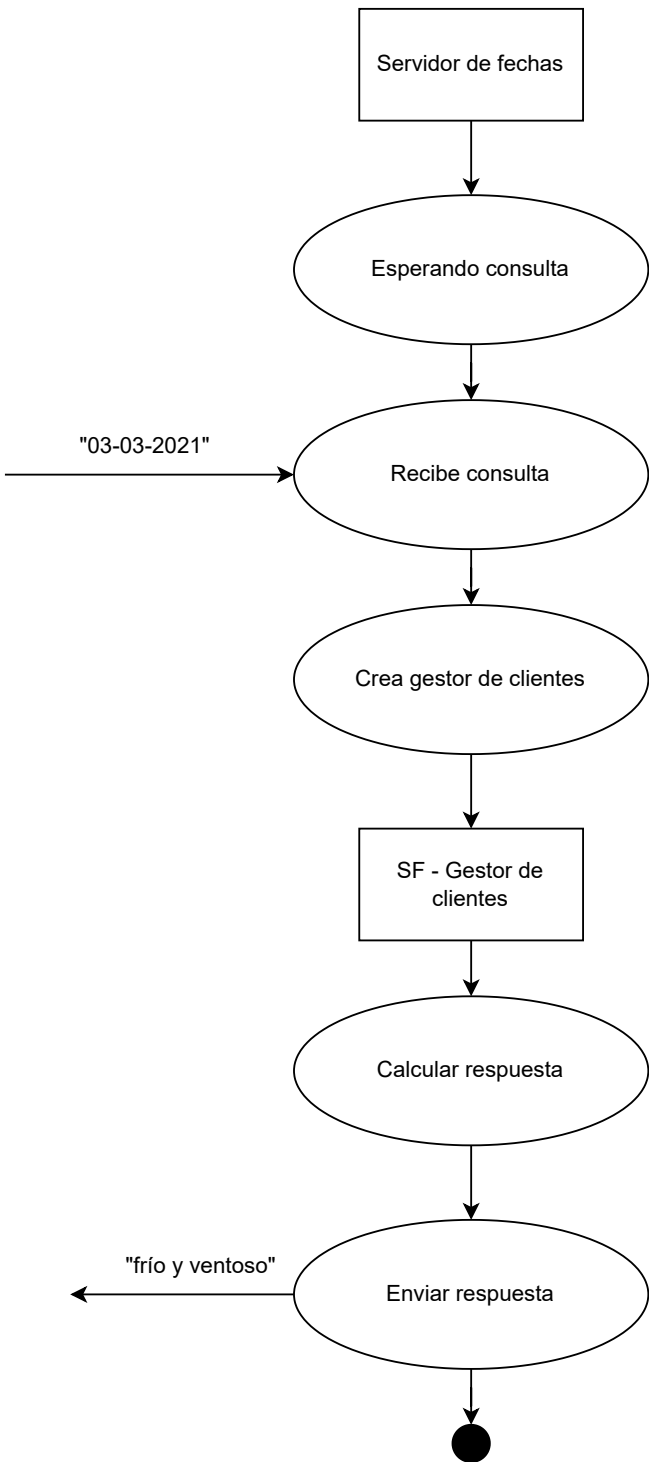 Servidor de fechas
Esperando consulta
"03-03-2021"
Recibe consulta
Crea gestor de clientes
SF - Gestor de
clientes
Calcular respuesta
"frío y ventoso"
Enviar respuesta